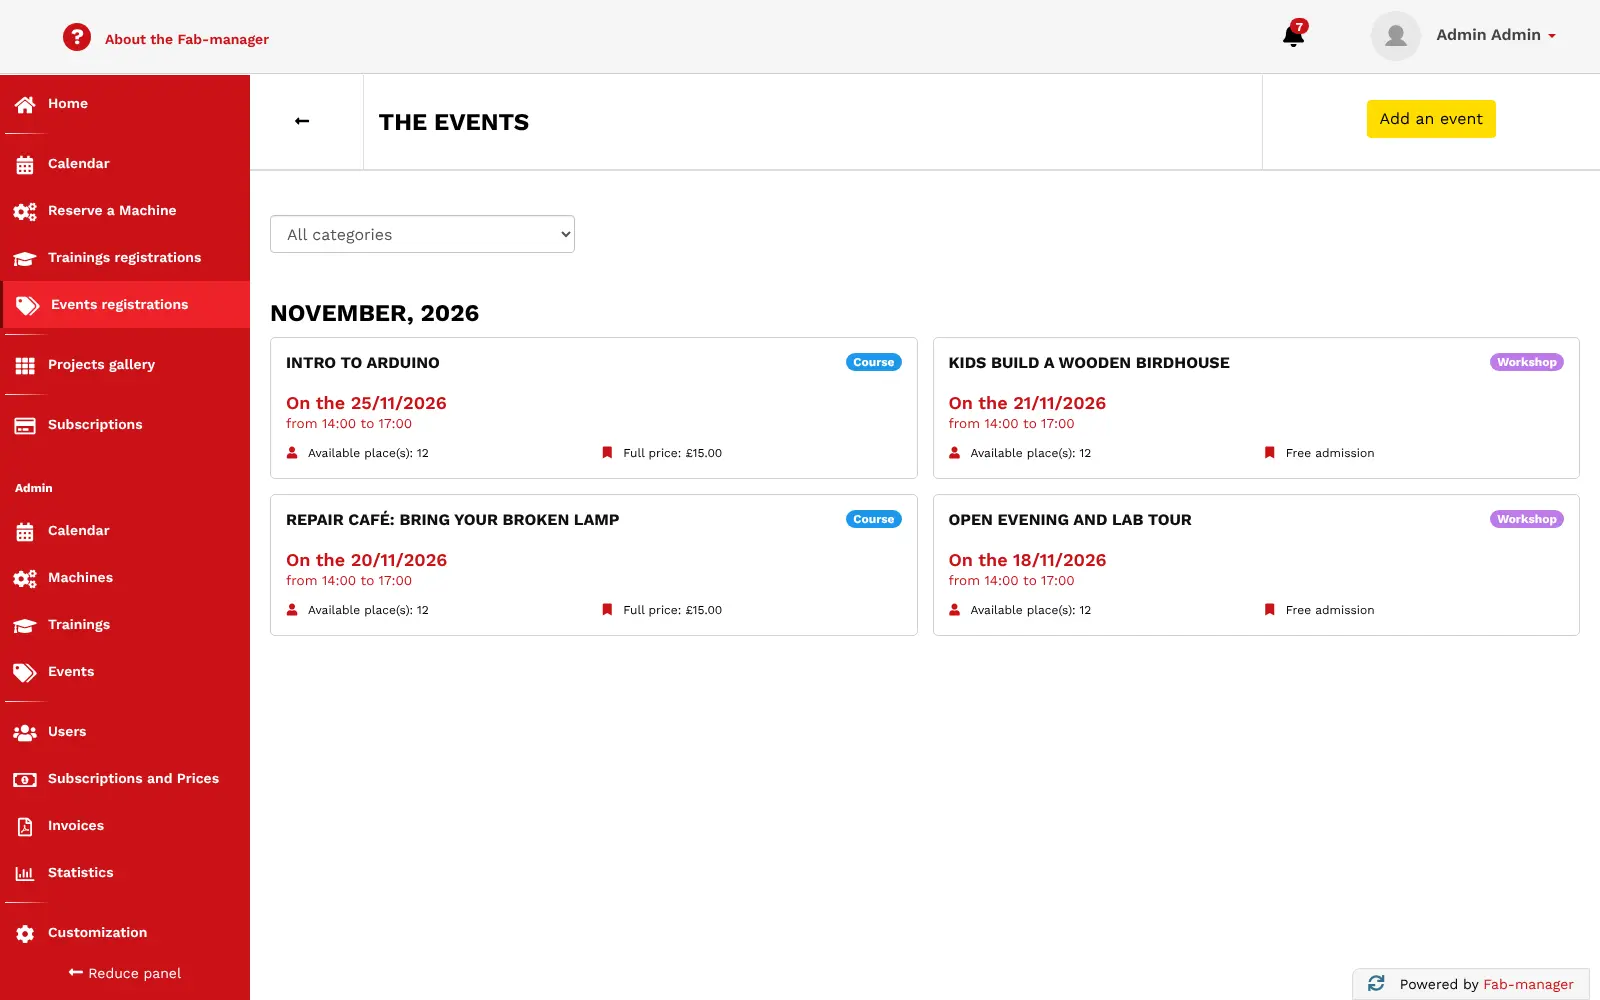 About the Fab-manager
7
Admin Admin
Home
Calendar
Reserve a Machine
Trainings registrations
Events registrations
Projects gallery
Subscriptions
Admin
Calendar
Machines
Trainings
Events
Users
Subscriptions and Prices
Invoices
Statistics
Customization
Reduce panel
THE EVENTS
Add an event
All categories
NOVEMBER, 2026
INTRO TO ARDUINO
Course
On the 25/11/2026
from 14:00 to 17:00
Available place(s): 12
Full price: £15.00
KIDS BUILD A WOODEN BIRDHOUSE
Workshop
On the 21/11/2026
from 14:00 to 17:00
Available place(s): 12
Free admission
REPAIR CAFÉ: BRING YOUR BROKEN LAMP
Course
On the 20/11/2026
from 14:00 to 17:00
Available place(s): 12
Full price: £15.00
OPEN EVENING AND LAB TOUR
Workshop
On the 18/11/2026
from 14:00 to 17:00
Available place(s): 12
Free admission
Powered by Fab-manager